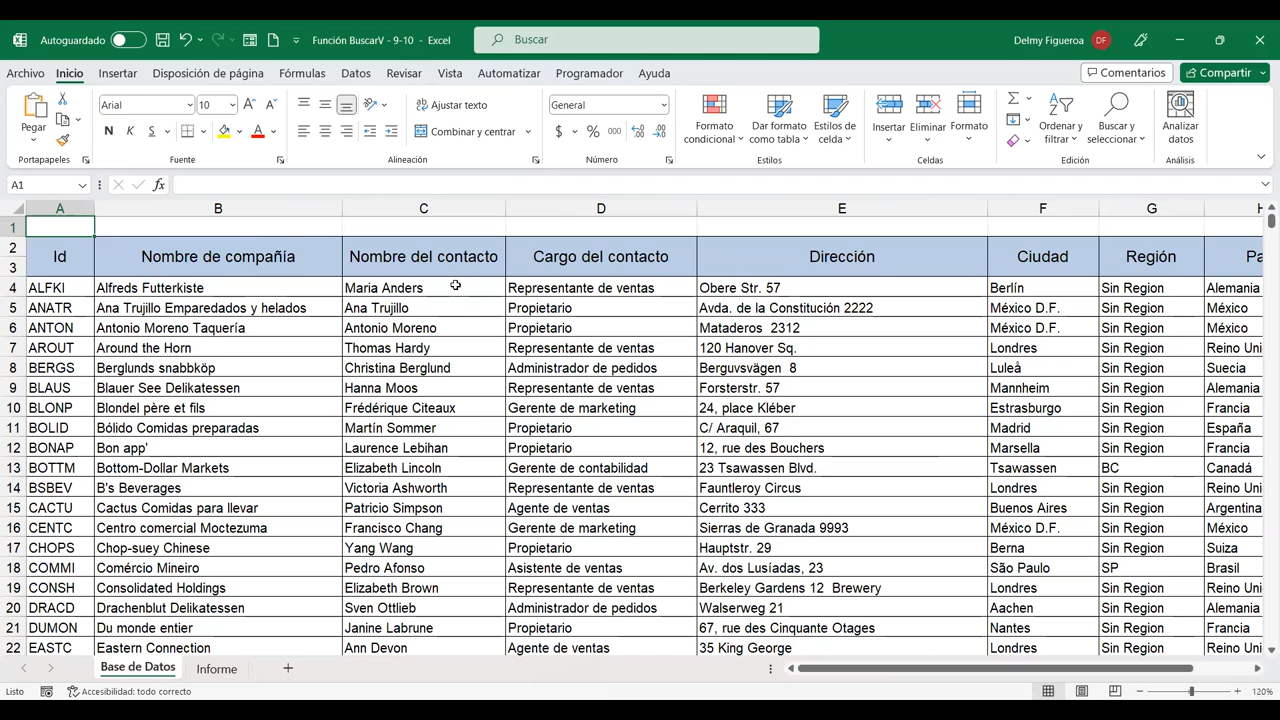 Autoguardado Función BuscarV - 9-10 - Excel Buscar Delmy Figueroa DF
Archivo Inicio Insertar Disposición de página Fórmulas Datos Revisar Vista Automatizar Programador Ayuda Comentarios Compartir
Pegar Arial 10 Ajustar texto General Formato condicional Dar formato como tabla Estilos de celda Insertar Eliminar Formato Ordenar y filtrar Buscar y seleccionar Analizar datos
N K S Combinar y centrar $ % 000
Portapapeles Fuente Alineación Número Estilos Celdas Edición Análisis
A1 fx
A B C D E F G H
1
2 Id Nombre de compañía Nombre del contacto Cargo del contacto Dirección Ciudad Región Pa
3
4 ALFKI Alfreds Futterkiste Maria Anders Representante de ventas Obere Str. 57 Berlín Sin Region Alemania
5 ANATR Ana Trujillo Emparedados y helados Ana Trujillo Propietario Avda. de la Constitución 2222 México D.F. Sin Region México
6 ANTON Antonio Moreno Taquería Antonio Moreno Propietario Mataderos 2312 México D.F. Sin Region México
7 AROUT Around the Horn Thomas Hardy Representante de ventas 120 Hanover Sq. Londres Sin Region Reino Uni
8 BERGS Berglunds snabbköp Christina Berglund Administrador de pedidos Berguvsvägen 8 Luleå Sin Region Suecia
9 BLAUS Blauer See Delikatessen Hanna Moos Representante de ventas Forsterstr. 57 Mannheim Sin Region Alemania
10 BLONP Blondel père et fils Frédérique Citeaux Gerente de marketing 24, place Kléber Estrasburgo Sin Region Francia
11 BOLID Bólido Comidas preparadas Martín Sommer Propietario C/ Araquil, 67 Madrid Sin Region España
12 BONAP Bon app' Laurence Lebihan Propietario 12, rue des Bouchers Marsella Sin Region Francia
13 BOTTM Bottom-Dollar Markets Elizabeth Lincoln Gerente de contabilidad 23 Tsawassen Blvd. Tsawassen BC Canadá
14 BSBEV B's Beverages Victoria Ashworth Representante de ventas Fauntleroy Circus Londres Sin Region Reino Uni
15 CACTU Cactus Comidas para llevar Patricio Simpson Agente de ventas Cerrito 333 Buenos Aires Sin Region Argentina
16 CENTC Centro comercial Moctezuma Francisco Chang Gerente de marketing Sierras de Granada 9993 México D.F. Sin Region México
17 CHOPS Chop-suey Chinese Yang Wang Propietario Hauptstr. 29 Berna Sin Region Suiza
18 COMMI Comércio Mineiro Pedro Afonso Asistente de ventas Av. dos Lusíadas, 23 São Paulo SP Brasil
19 CONSH Consolidated Holdings Elizabeth Brown Representante de ventas Berkeley Gardens 12 Brewery Londres Sin Region Reino Uni
20 DRACD Drachenblut Delikatessen Sven Ottlieb Administrador de pedidos Walserweg 21 Aachen Sin Region Alemania
21 DUMON Du monde entier Janine Labrune Propietario 67, rue des Cinquante Otages Nantes Sin Region Francia
22 EASTC Eastern Connection Ann Devon Agente de ventas 35 King George Londres Sin Region Reino Uni
Base de Datos Informe
Listo Accesibilidad: todo correcto 120%